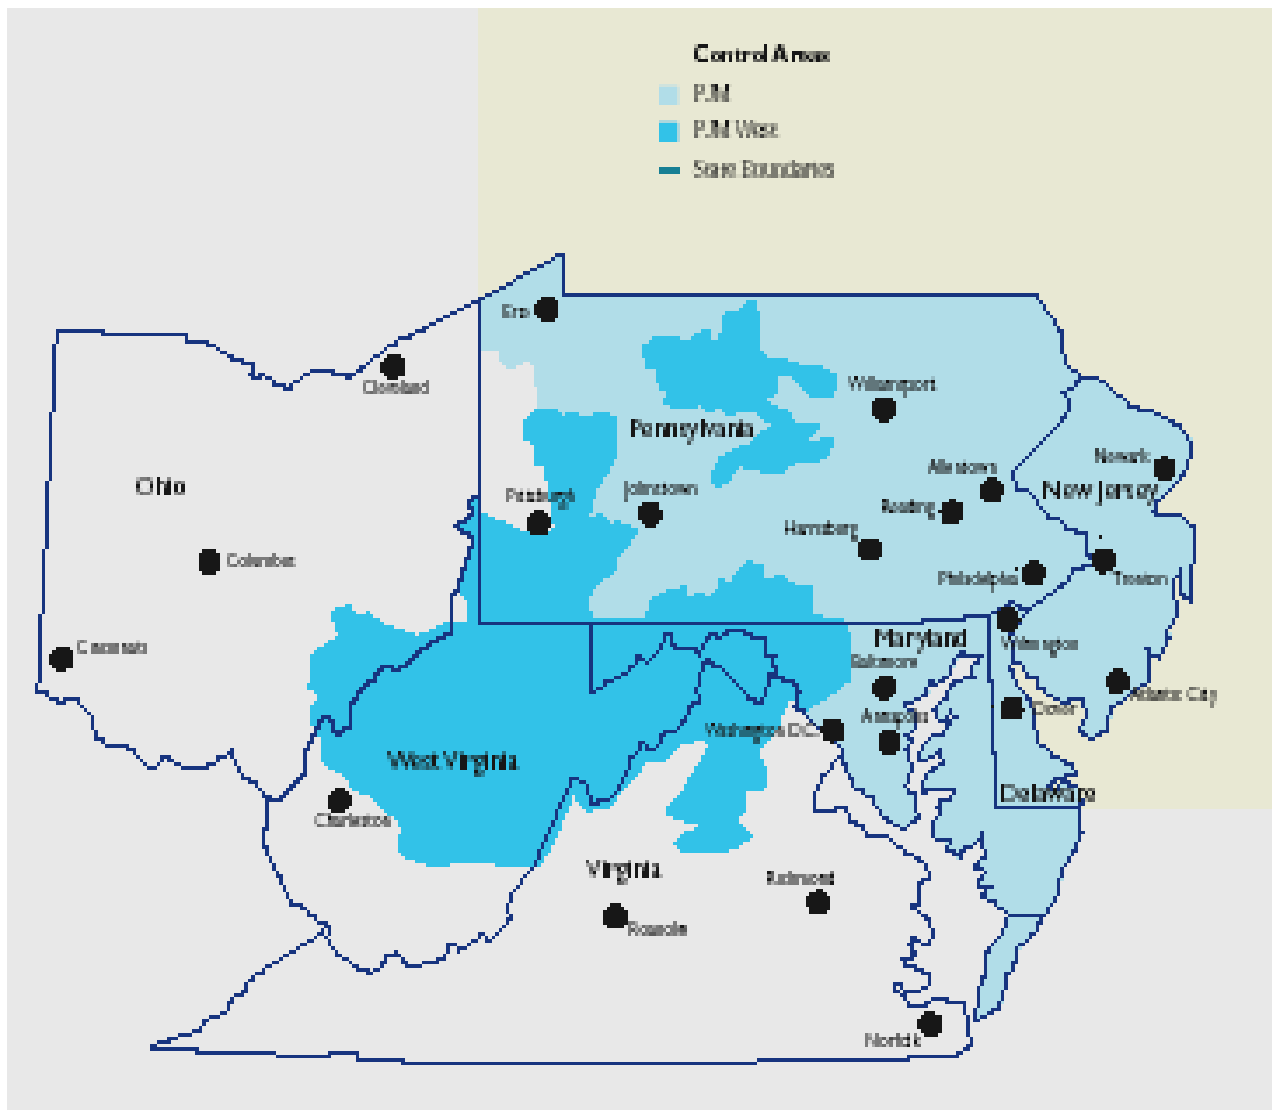 Control Areas
PJM
PJM West
State Boundaries
Erie
Cleveland
Williamsport
Pennsylvania
Newark
Allentown
Ohio
Pittsburgh
Johnstown
New Jersey
Reading
Harrisburg
Columbus
Philadelphia
Trenton
Maryland
Wilmington
Cincinnati
Baltimore
Atlantic City
Dover
Annapolis
Washington D.C.
West Virginia
Delaware
Charleston
Virginia
Richmond
Roanoke
Norfolk